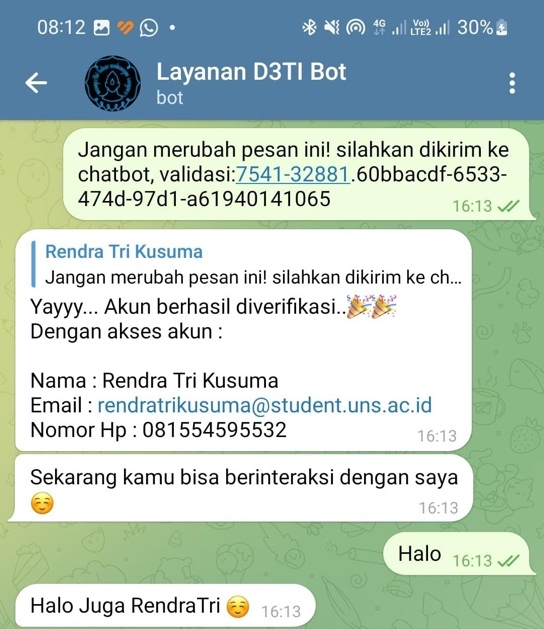 08:12
4G
Vo))
LTE2
30%
Layanan D3TI Bot
bot
Jangan merubah pesan ini! silahkan dikirim ke
chatbot, validasi:7541-32881.60bbacdf-6533-
474d-97d1-a61940141065
16:13
Rendra Tri Kusuma
Jangan merubah pesan ini! silahkan dikirim ke ch...
Yayyy... Akun berhasil diverifikasi..🎉🎉
Dengan akses akun :
Nama : Rendra Tri Kusuma
Email : rendratrikusuma@student.uns.ac.id
Nomor Hp : 081554595532
16:13
Sekarang kamu bisa berinteraksi dengan saya
☺️
16:13
Halo
16:13
Halo Juga RendraTri ☺️
16:13